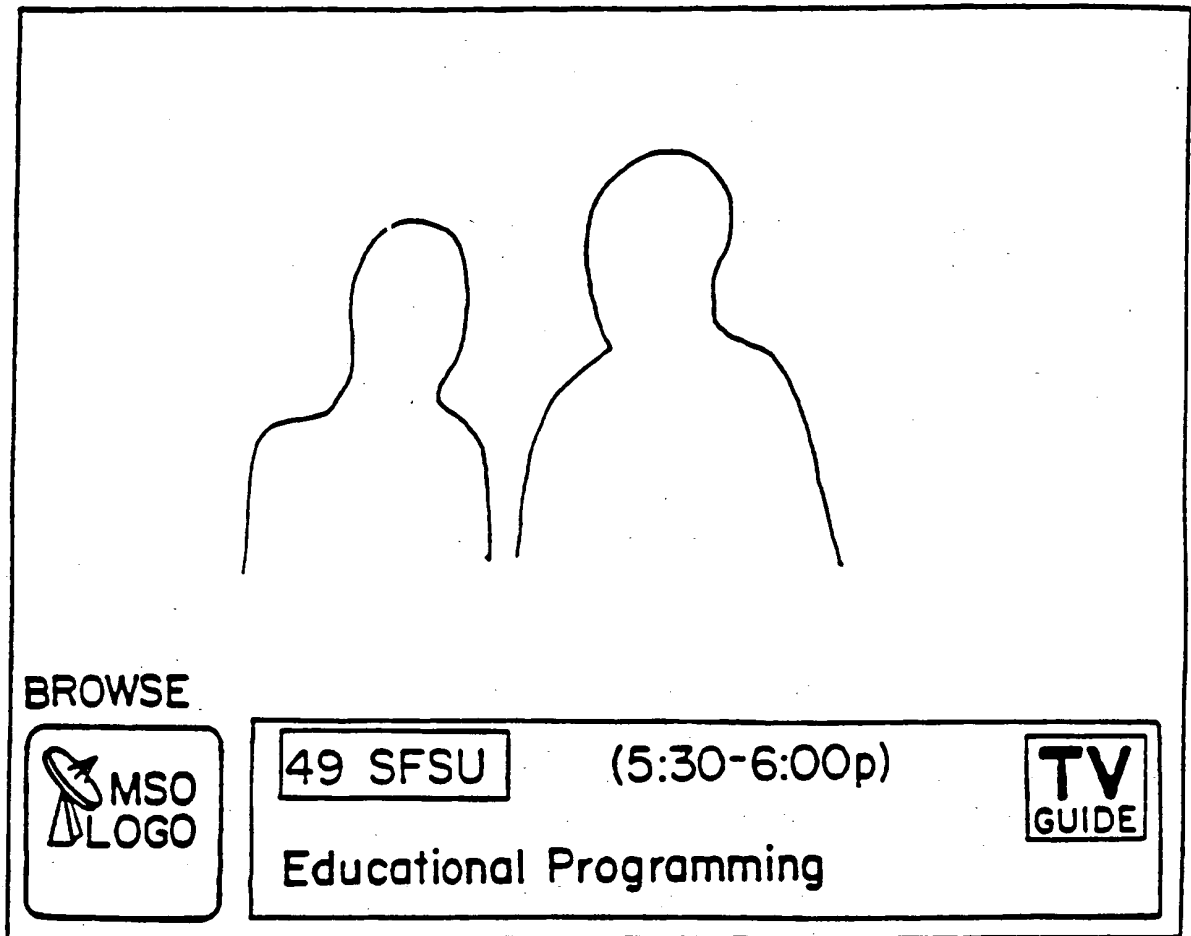 BROWSE
MSO
LOGO
49 SFSU (5:30-6:00p)
TV
GUIDE
Educational Programming